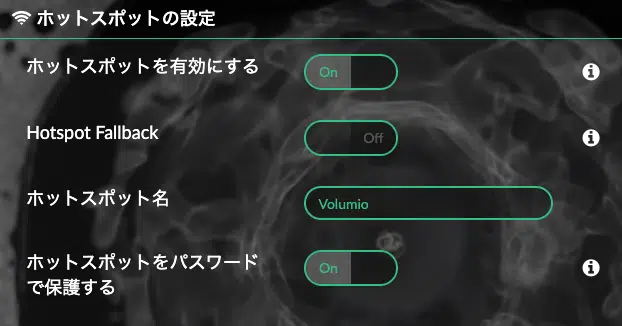 ホットスポットの設定
ホットスポットを有効にする
On
Hotspot Fallback
Off
ホットスポット名
Volumio
ホットスポットをパスワード
で保護する
On